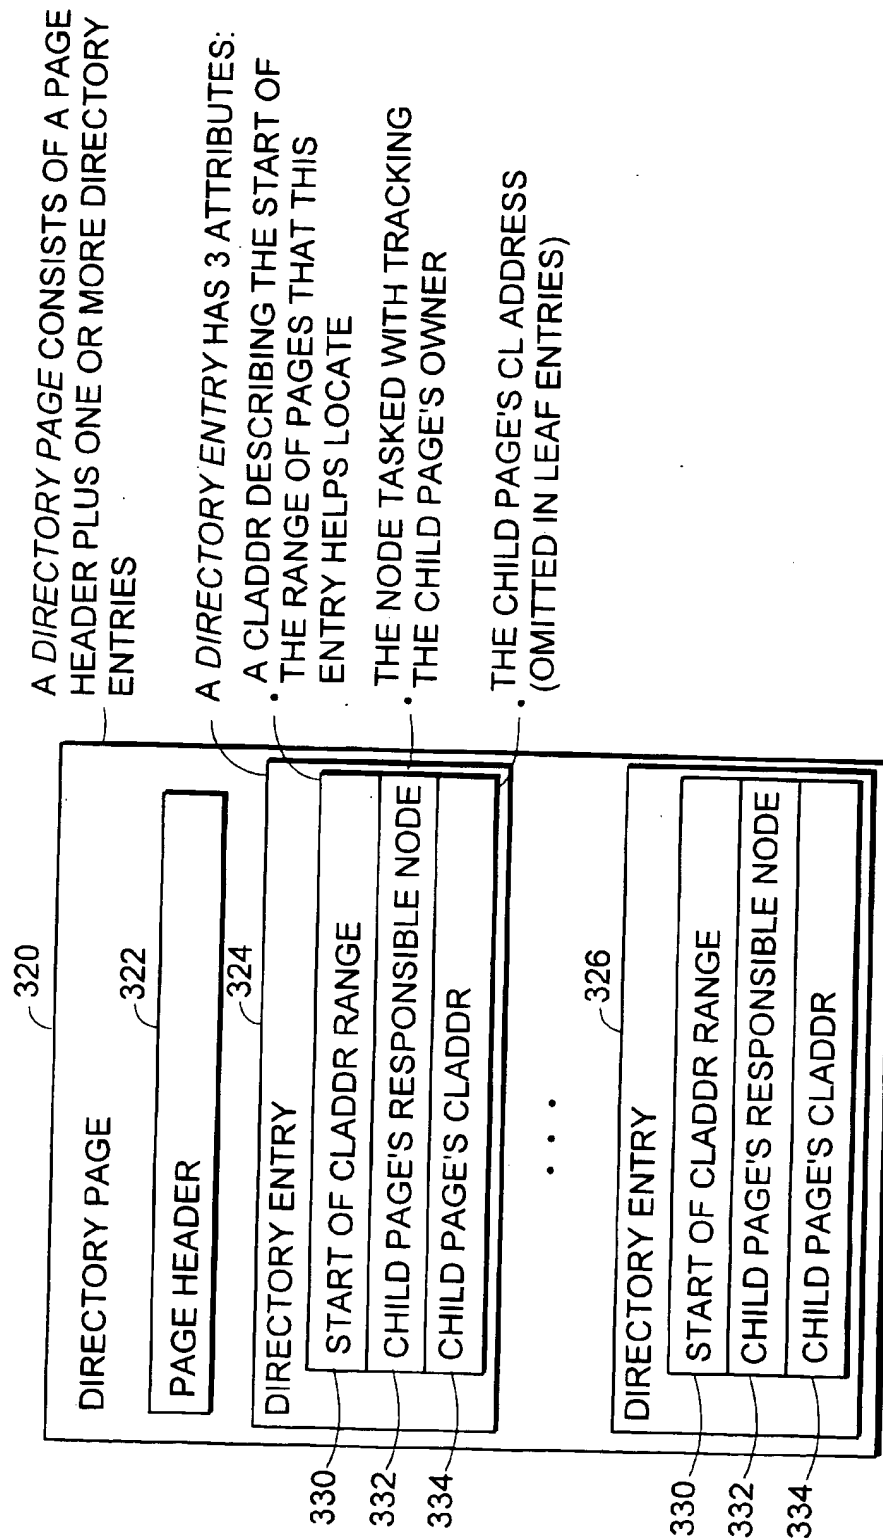 A DIRECTORY PAGE CONSISTS OF A PAGE
HEADER PLUS ONE OR MORE DIRECTORY
ENTRIES
A DIRECTORY ENTRY HAS 3 ATTRIBUTES:
A CLADDR DESCRIBING THE START OF
• THE RANGE OF PAGES THAT THIS
ENTRY HELPS LOCATE
THE NODE TASKED WITH TRACKING
• THE CHILD PAGE'S OWNER
• THE CHILD PAGE'S CL ADDRESS
(OMITTED IN LEAF ENTRIES)
320
DIRECTORY PAGE
322
PAGE HEADER
324
DIRECTORY ENTRY
330
START OF CLADDR RANGE
332
CHILD PAGE'S RESPONSIBLE NODE
334
CHILD PAGE'S CLADDR
• • •
326
DIRECTORY ENTRY
330
START OF CLADDR RANGE
332
CHILD PAGE'S RESPONSIBLE NODE
334
CHILD PAGE'S CLADDR